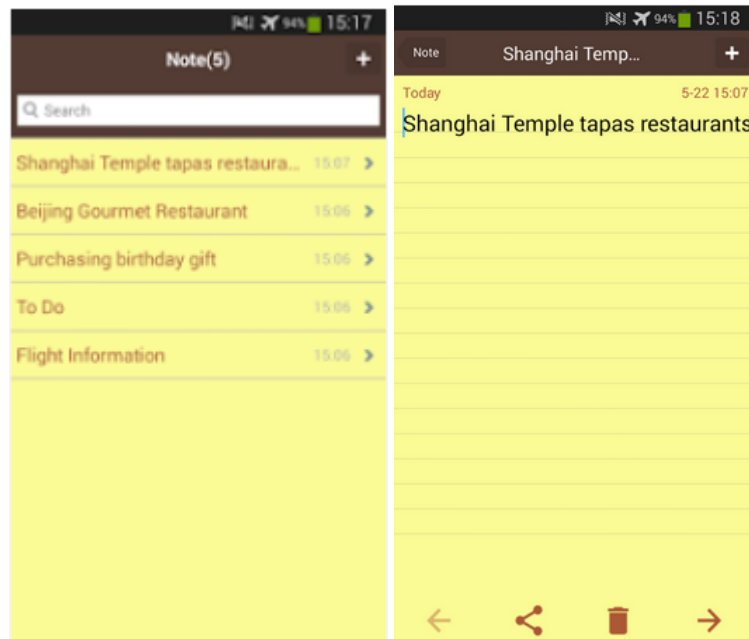 94% 15:17
Note(5)
+
Search
Shanghai Temple tapas restaura... 15:07
Beijing Gourmet Restaurant 15:06
Purchasing birthday gift 15:06
To Do 15:06
Flight Information 15:06
94% 15:18
Note Shanghai Temp... +
Today 5-22 15:07
Shanghai Temple tapas restaurants